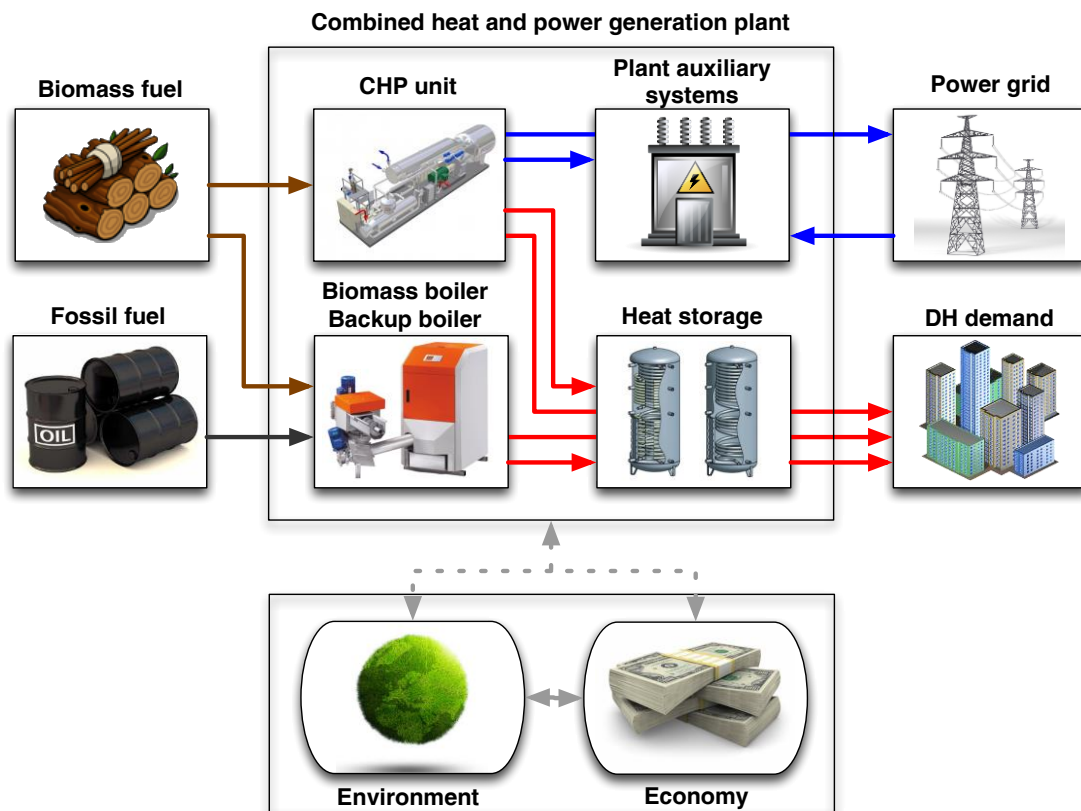 Combined heat and power generation plant
Biomass fuel
CHP unit
Plant auxiliary
systems
Power grid
Fossil fuel
Biomass boiler
Backup boiler
Heat storage
DH demand
OIL
Environment
Economy